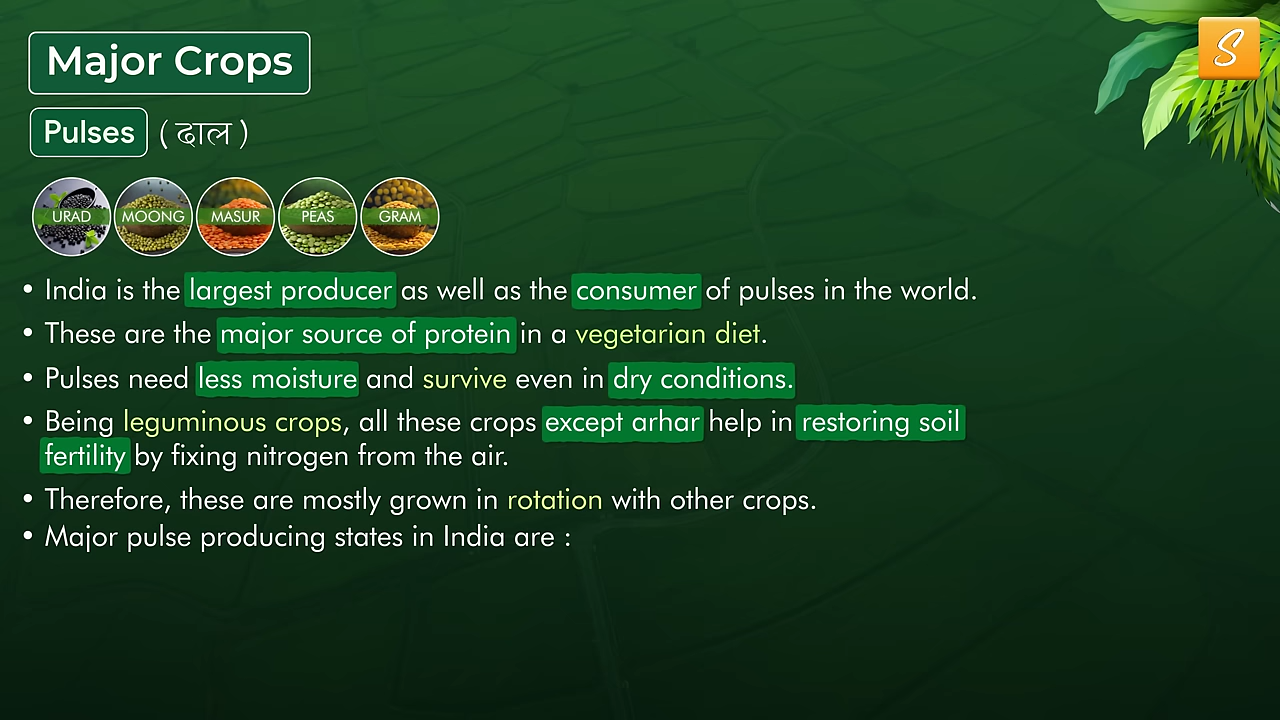 Major Crops
Pulses ( दाल )
URAD MOONG MASUR PEAS GRAM
• India is the largest producer as well as the consumer of pulses in the world.
• These are the major source of protein in a vegetarian diet.
• Pulses need less moisture and survive even in dry conditions.
• Being leguminous crops, all these crops except arhar help in restoring soil
fertility by fixing nitrogen from the air.
• Therefore, these are mostly grown in rotation with other crops.
• Major pulse producing states in India are :
S